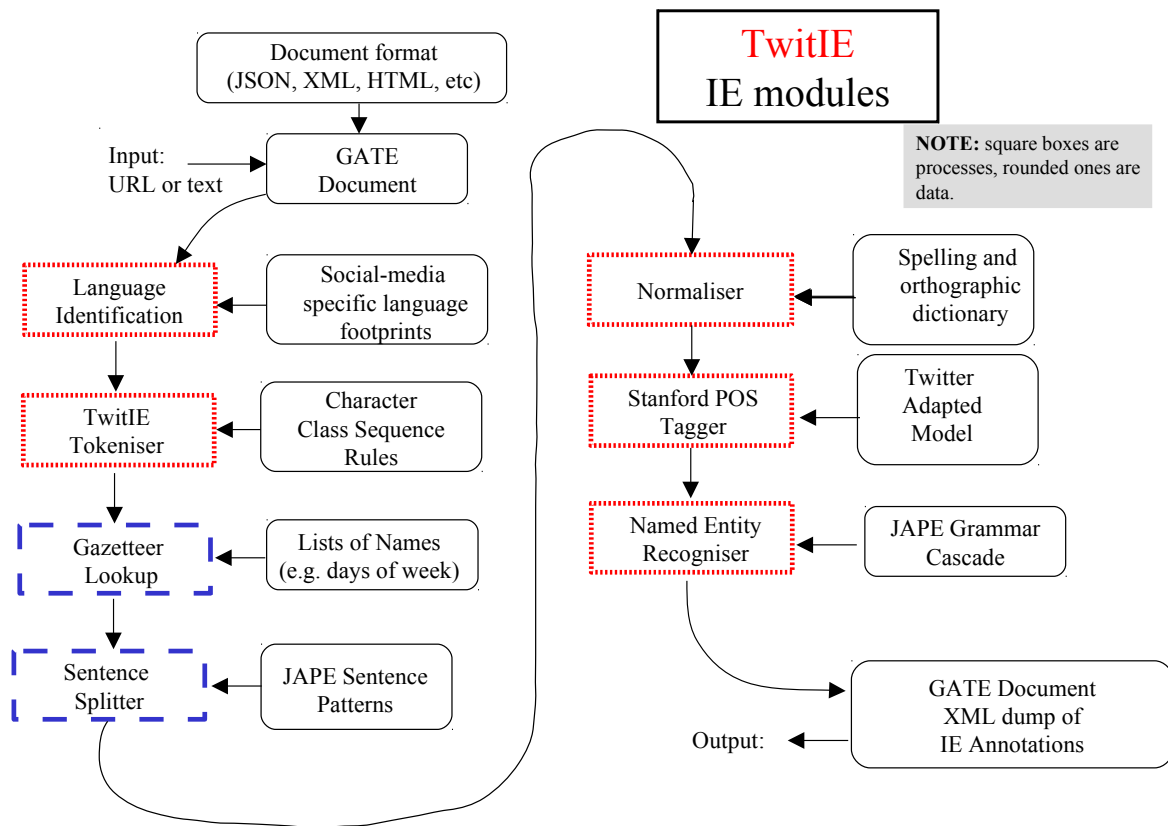 Document format
(JSON, XML, HTML, etc)
Input:
URL or text
GATE
Document
Language
Identification
Social-media
specific language
footprints
TwitIE
Tokeniser
Character
Class Sequence
Rules
Gazetteer
Lookup
Lists of Names
(e.g. days of week)
Sentence
Splitter
JAPE Sentence
Patterns
TwitIE
IE modules
NOTE: square boxes are
processes, rounded ones are
data.
Normaliser
Spelling and
orthographic
dictionary
Stanford POS
Tagger
Twitter
Adapted
Model
Named Entity
Recogniser
JAPE Grammar
Cascade
GATE Document
XML dump of
IE Annotations
Output: